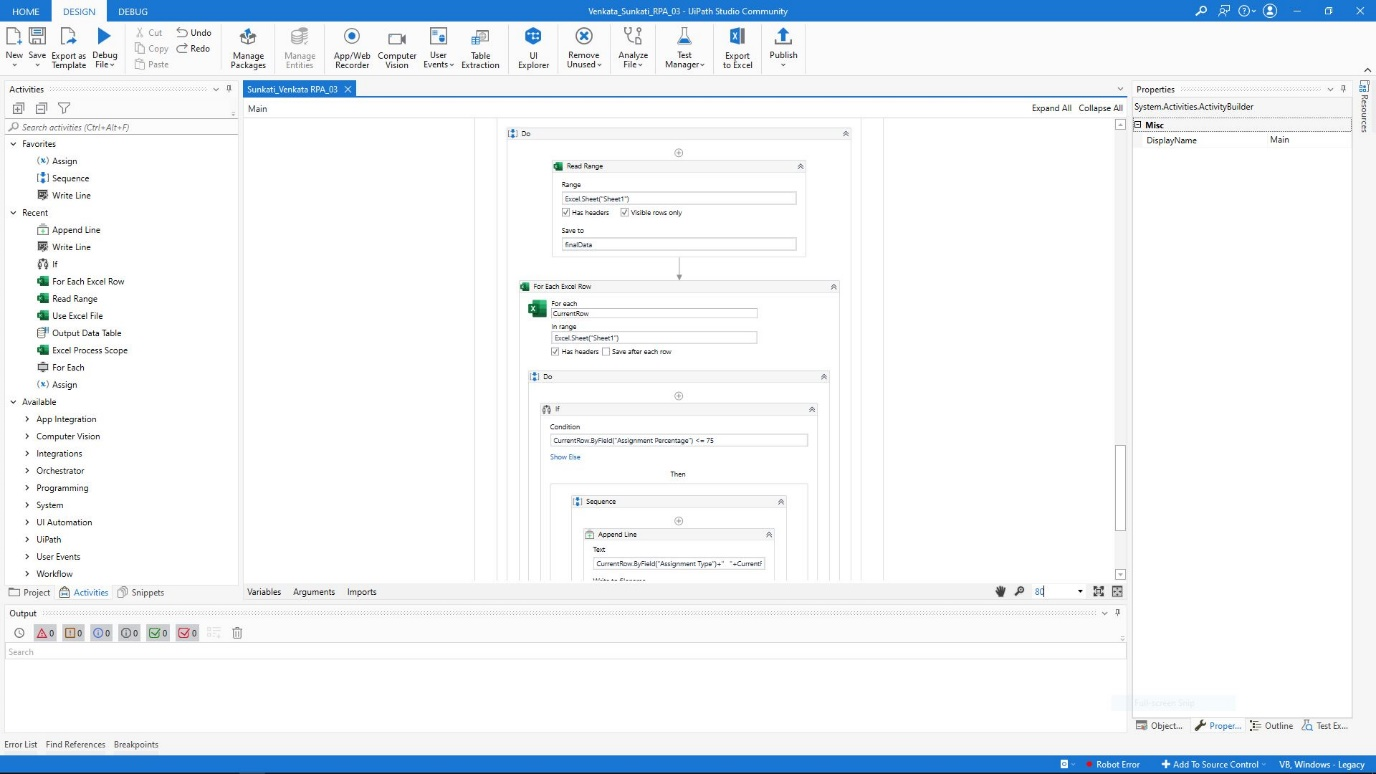 HOME DESIGN DEBUG
Venkata_Sunkati_RPA_03 - UiPath Studio Community
New
Save
Export as
Template
Debug
File
Cut
Copy
Paste
Undo
Redo
Manage
Packages
Manage
Entities
App/Web
Recorder
Computer
Vision
User
Events
Table
Extraction
UI
Explorer
Remove
Unused
Analyze
File
Test
Manager
Export
to Excel
Publish
Activities
Search activities (Ctrl+Alt+F)
Favorites
Assign
Sequence
Write Line
Recent
Append Line
Write Line
If
For Each Excel Row
Read Range
Use Excel File
Output Data Table
Excel Process Scope
For Each
Assign
Available
App Integration
Computer Vision
Integrations
Orchestrator
Programming
System
UI Automation
UiPath
User Events
Workflow
Project Activities Snippets
Sunkati_Venkata RPA_03
Main
Expand All Collapse All
Do
Read Range
Range
Excel.Sheet("Sheet1")
Has headers Visible rows only
Save to
finalData
For Each Excel Row
For each
CurrentRow
In range
Excel.Sheet("Sheet1")
Has headers Save after each row
Do
If
Condition
CurrentRow.ByField("Assignment Percentage") <= 75
Show Else
Then
Sequence
Append Line
Text
CurrentRow.ByField("Assignment Type")+" "+Current
Variables Arguments Imports
80
Properties
System.Activities.ActivityBuilder
Misc
DisplayName Main
Resources
Object... Proper... Outline Test Ex...
Output
0 0 0 0 0 0
Search
Error List Find References Breakpoints
Robot Error
Add To Source Control
VB, Windows - Legacy